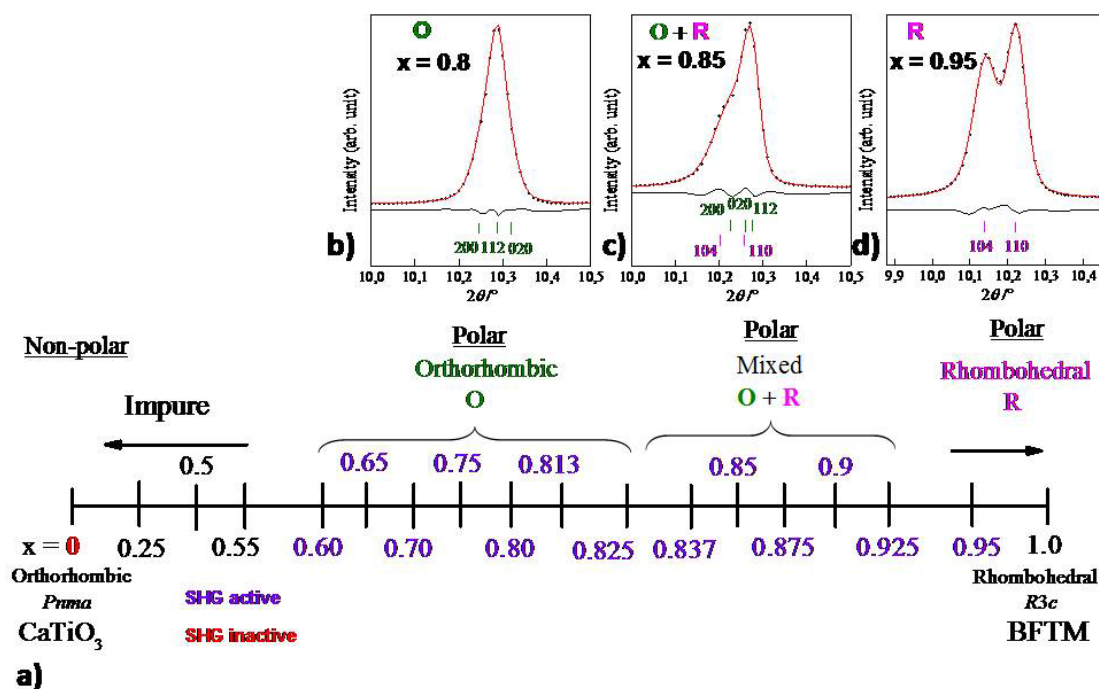 O
x = 0.8
Intensity (arb. unit)
200 112 020
b)
10,0 10,1 10,2 10,3 10,4 10,5
2θ/°
O + R
x = 0.85
Intensity (arb. unit)
200 020 112
104 110
c)
10,0 10,1 10,2 10,3 10,4 10,5
2θ/°
R
x = 0.95
Intensity (arb. unit)
104 110
d)
9,9 10,0 10,1 10,2 10,3 10,4
2θ/°
Non-polar
Impure
Polar
Orthorhombic
O
Polar
Mixed
O + R
Polar
Rhombohedral
R
0.5 0.65 0.75 0.813 0.85 0.9
x = 0 0.25 0.55 0.60 0.70 0.80 0.825 0.837 0.875 0.925 0.95 1.0
Orthorhombic
Pnma
CaTiO₃
SHG active
SHG inactive
Rhombohedral
R3c
BFTM
a)